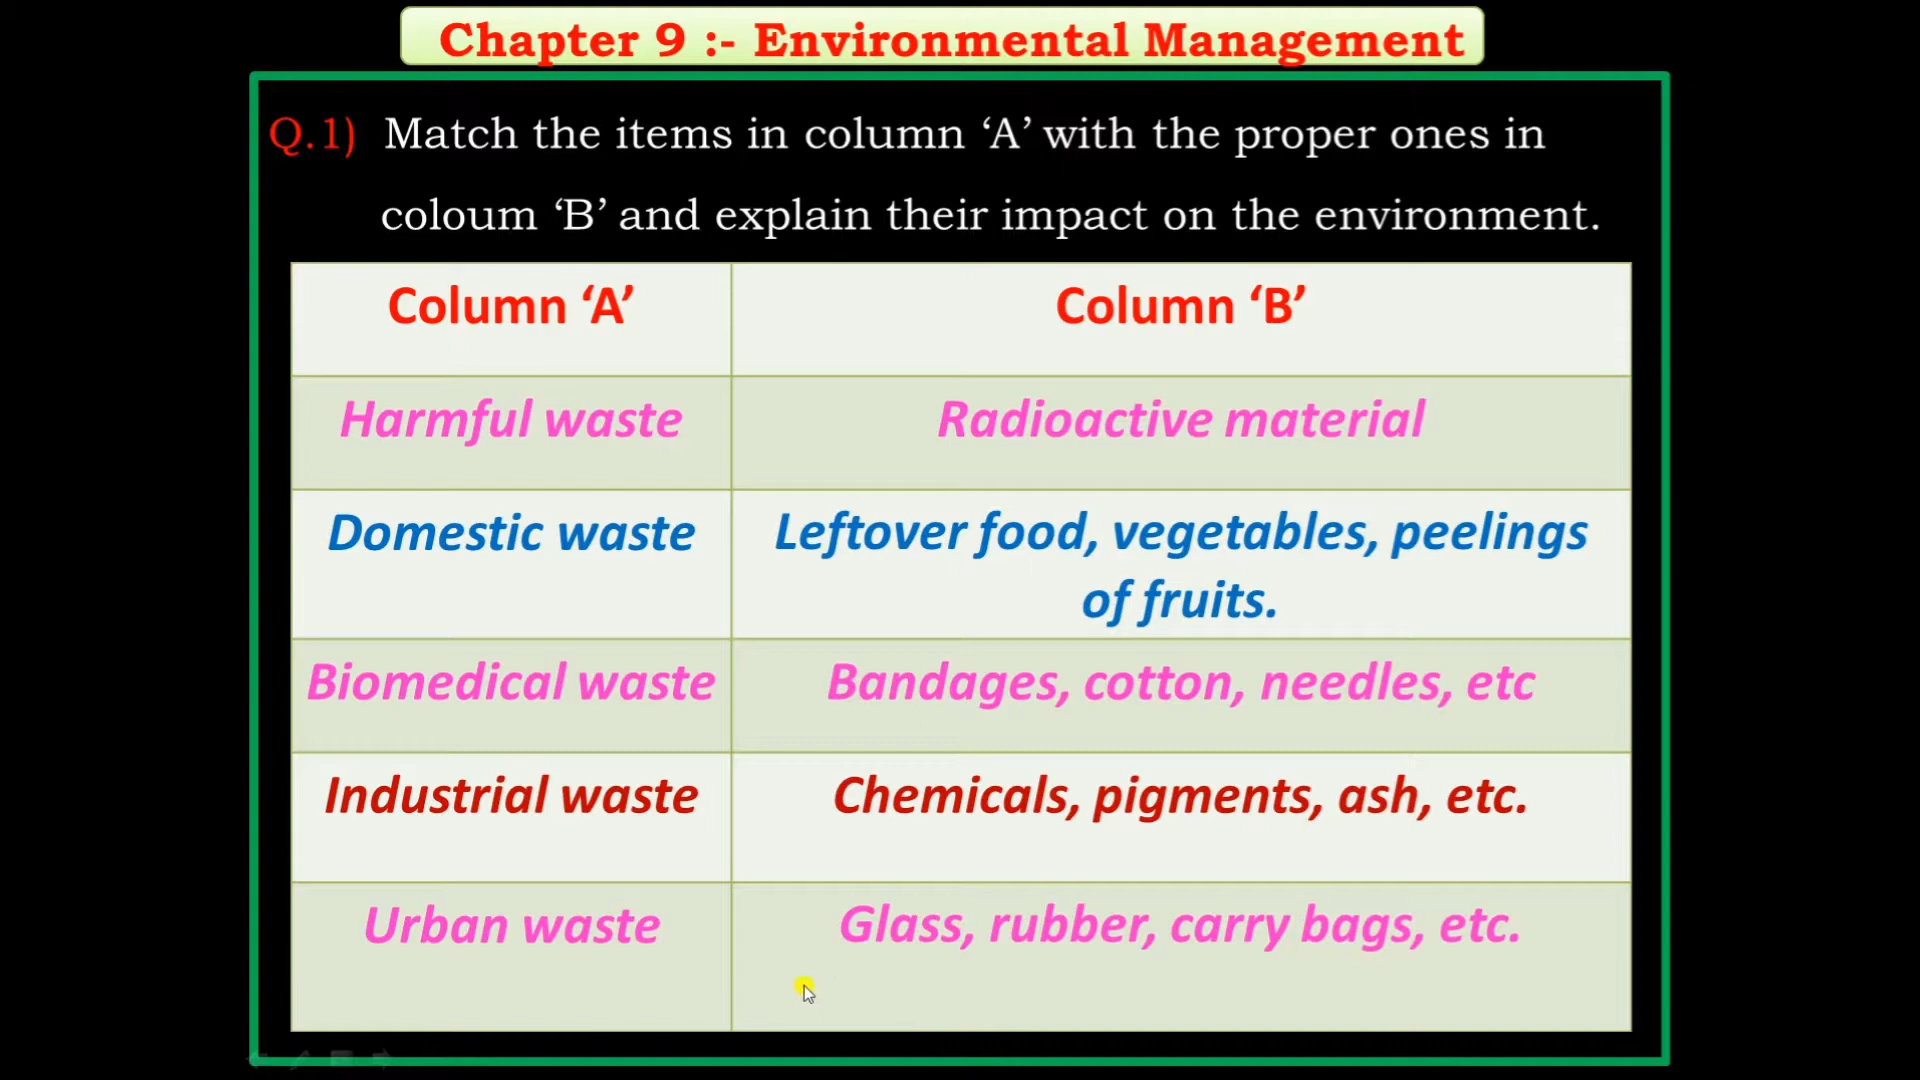 Chapter 9 :- Environmental Management
Q.1) Match the items in column ‘A’ with the proper ones in
coloum ‘B’ and explain their impact on the environment.
Column ‘A’
Column ‘B’
Harmful waste
Radioactive material
Domestic waste
Leftover food, vegetables, peelings
of fruits.
Biomedical waste
Bandages, cotton, needles, etc
Industrial waste
Chemicals, pigments, ash, etc.
Urban waste
Glass, rubber, carry bags, etc.